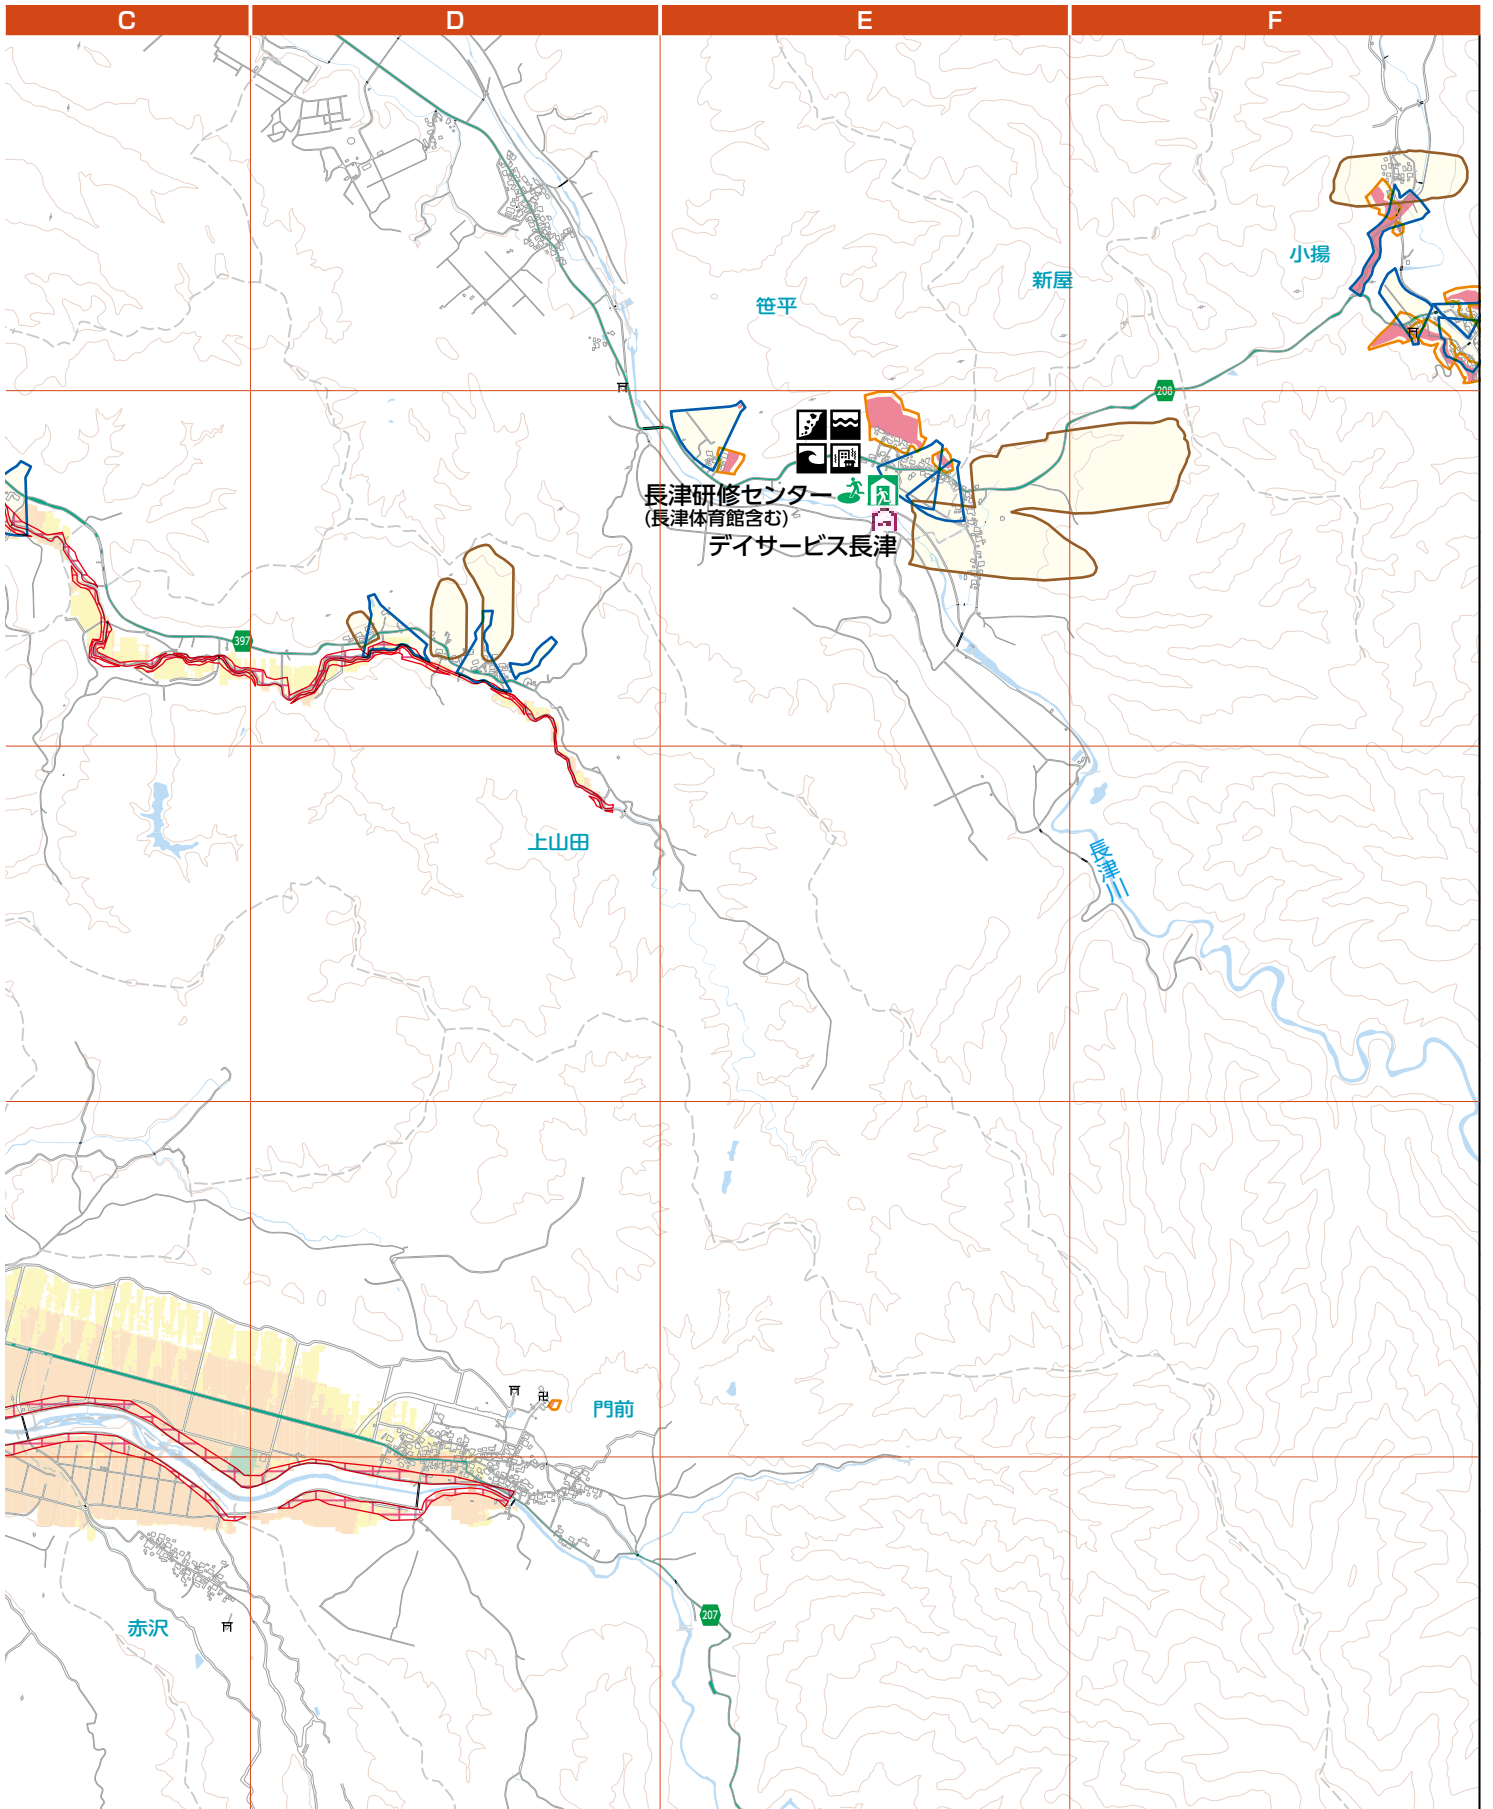 C
D
E
F
小揚
新屋
笹平
208
長津研修センター
(長津体育館含む)
デイサービス長津
397
上山田
長津川
門前
207
赤沢